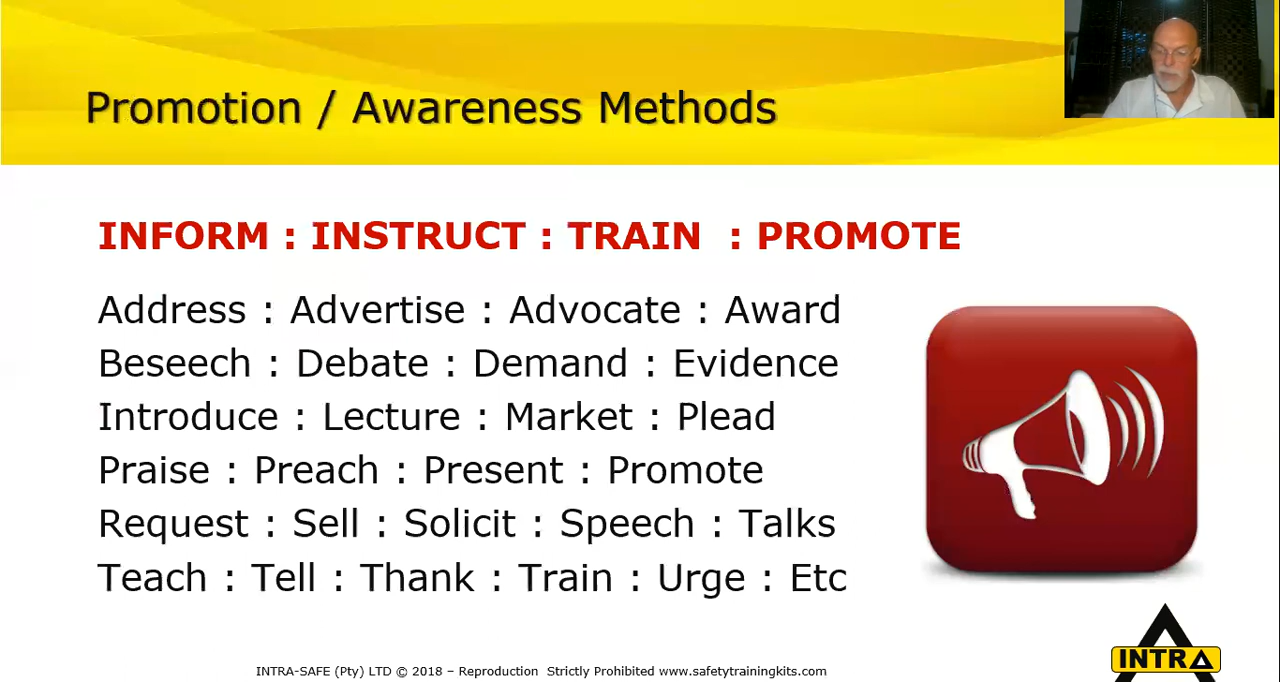 Promotion / Awareness Methods
INFORM : INSTRUCT : TRAIN : PROMOTE
Address : Advertise : Advocate : Award
Beseech : Debate : Demand : Evidence
Introduce : Lecture : Market : Plead
Praise : Preach : Present : Promote
Request : Sell : Solicit : Speech : Talks
Teach : Tell : Thank : Train : Urge : Etc
INTRA-SAFE (Pty) LTD © 2018 – Reproduction Strictly Prohibited www.safetytrainingkits.com
INTRA